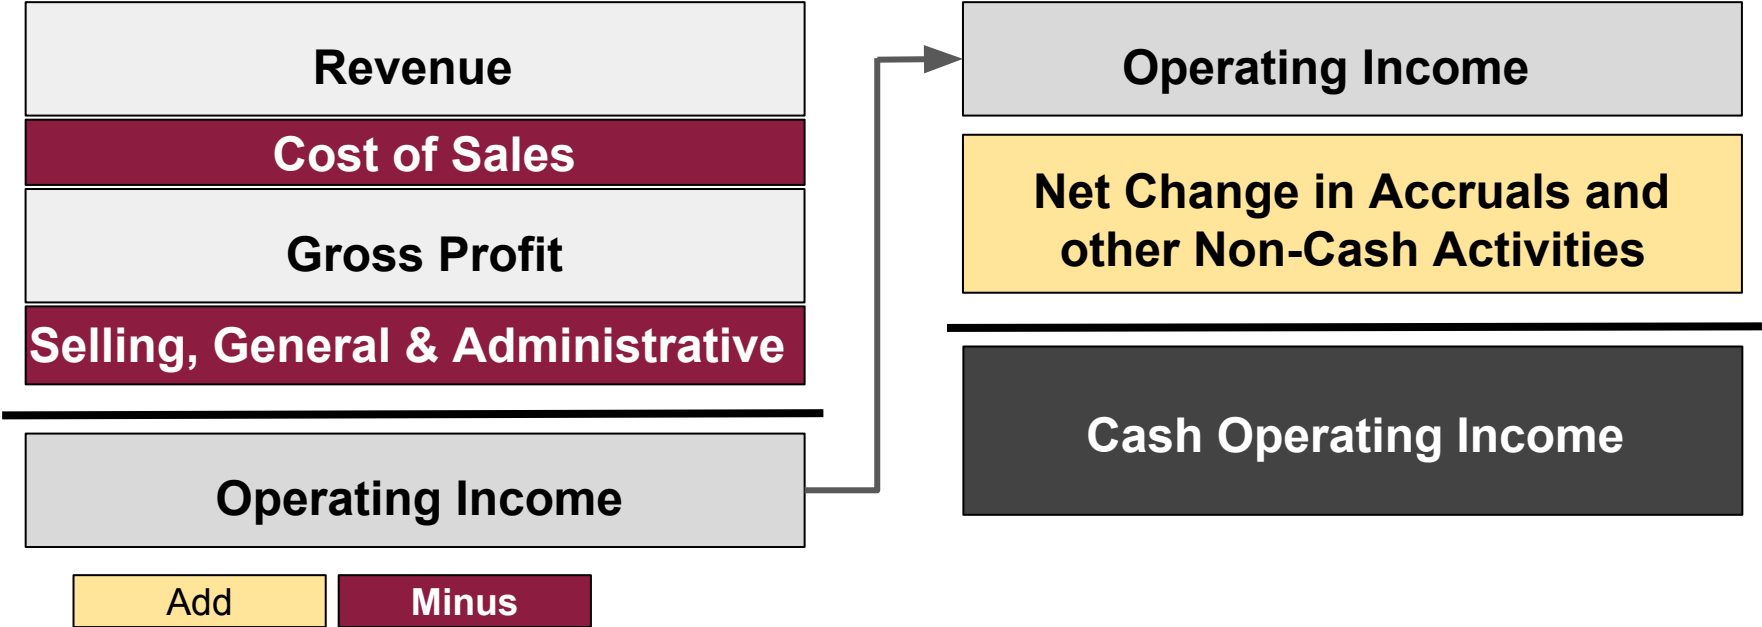 Revenue
Cost of Sales
Gross Profit
Selling, General & Administrative
Operating Income
Add
Minus
Operating Income
Net Change in Accruals and
other Non-Cash Activities
Cash Operating Income